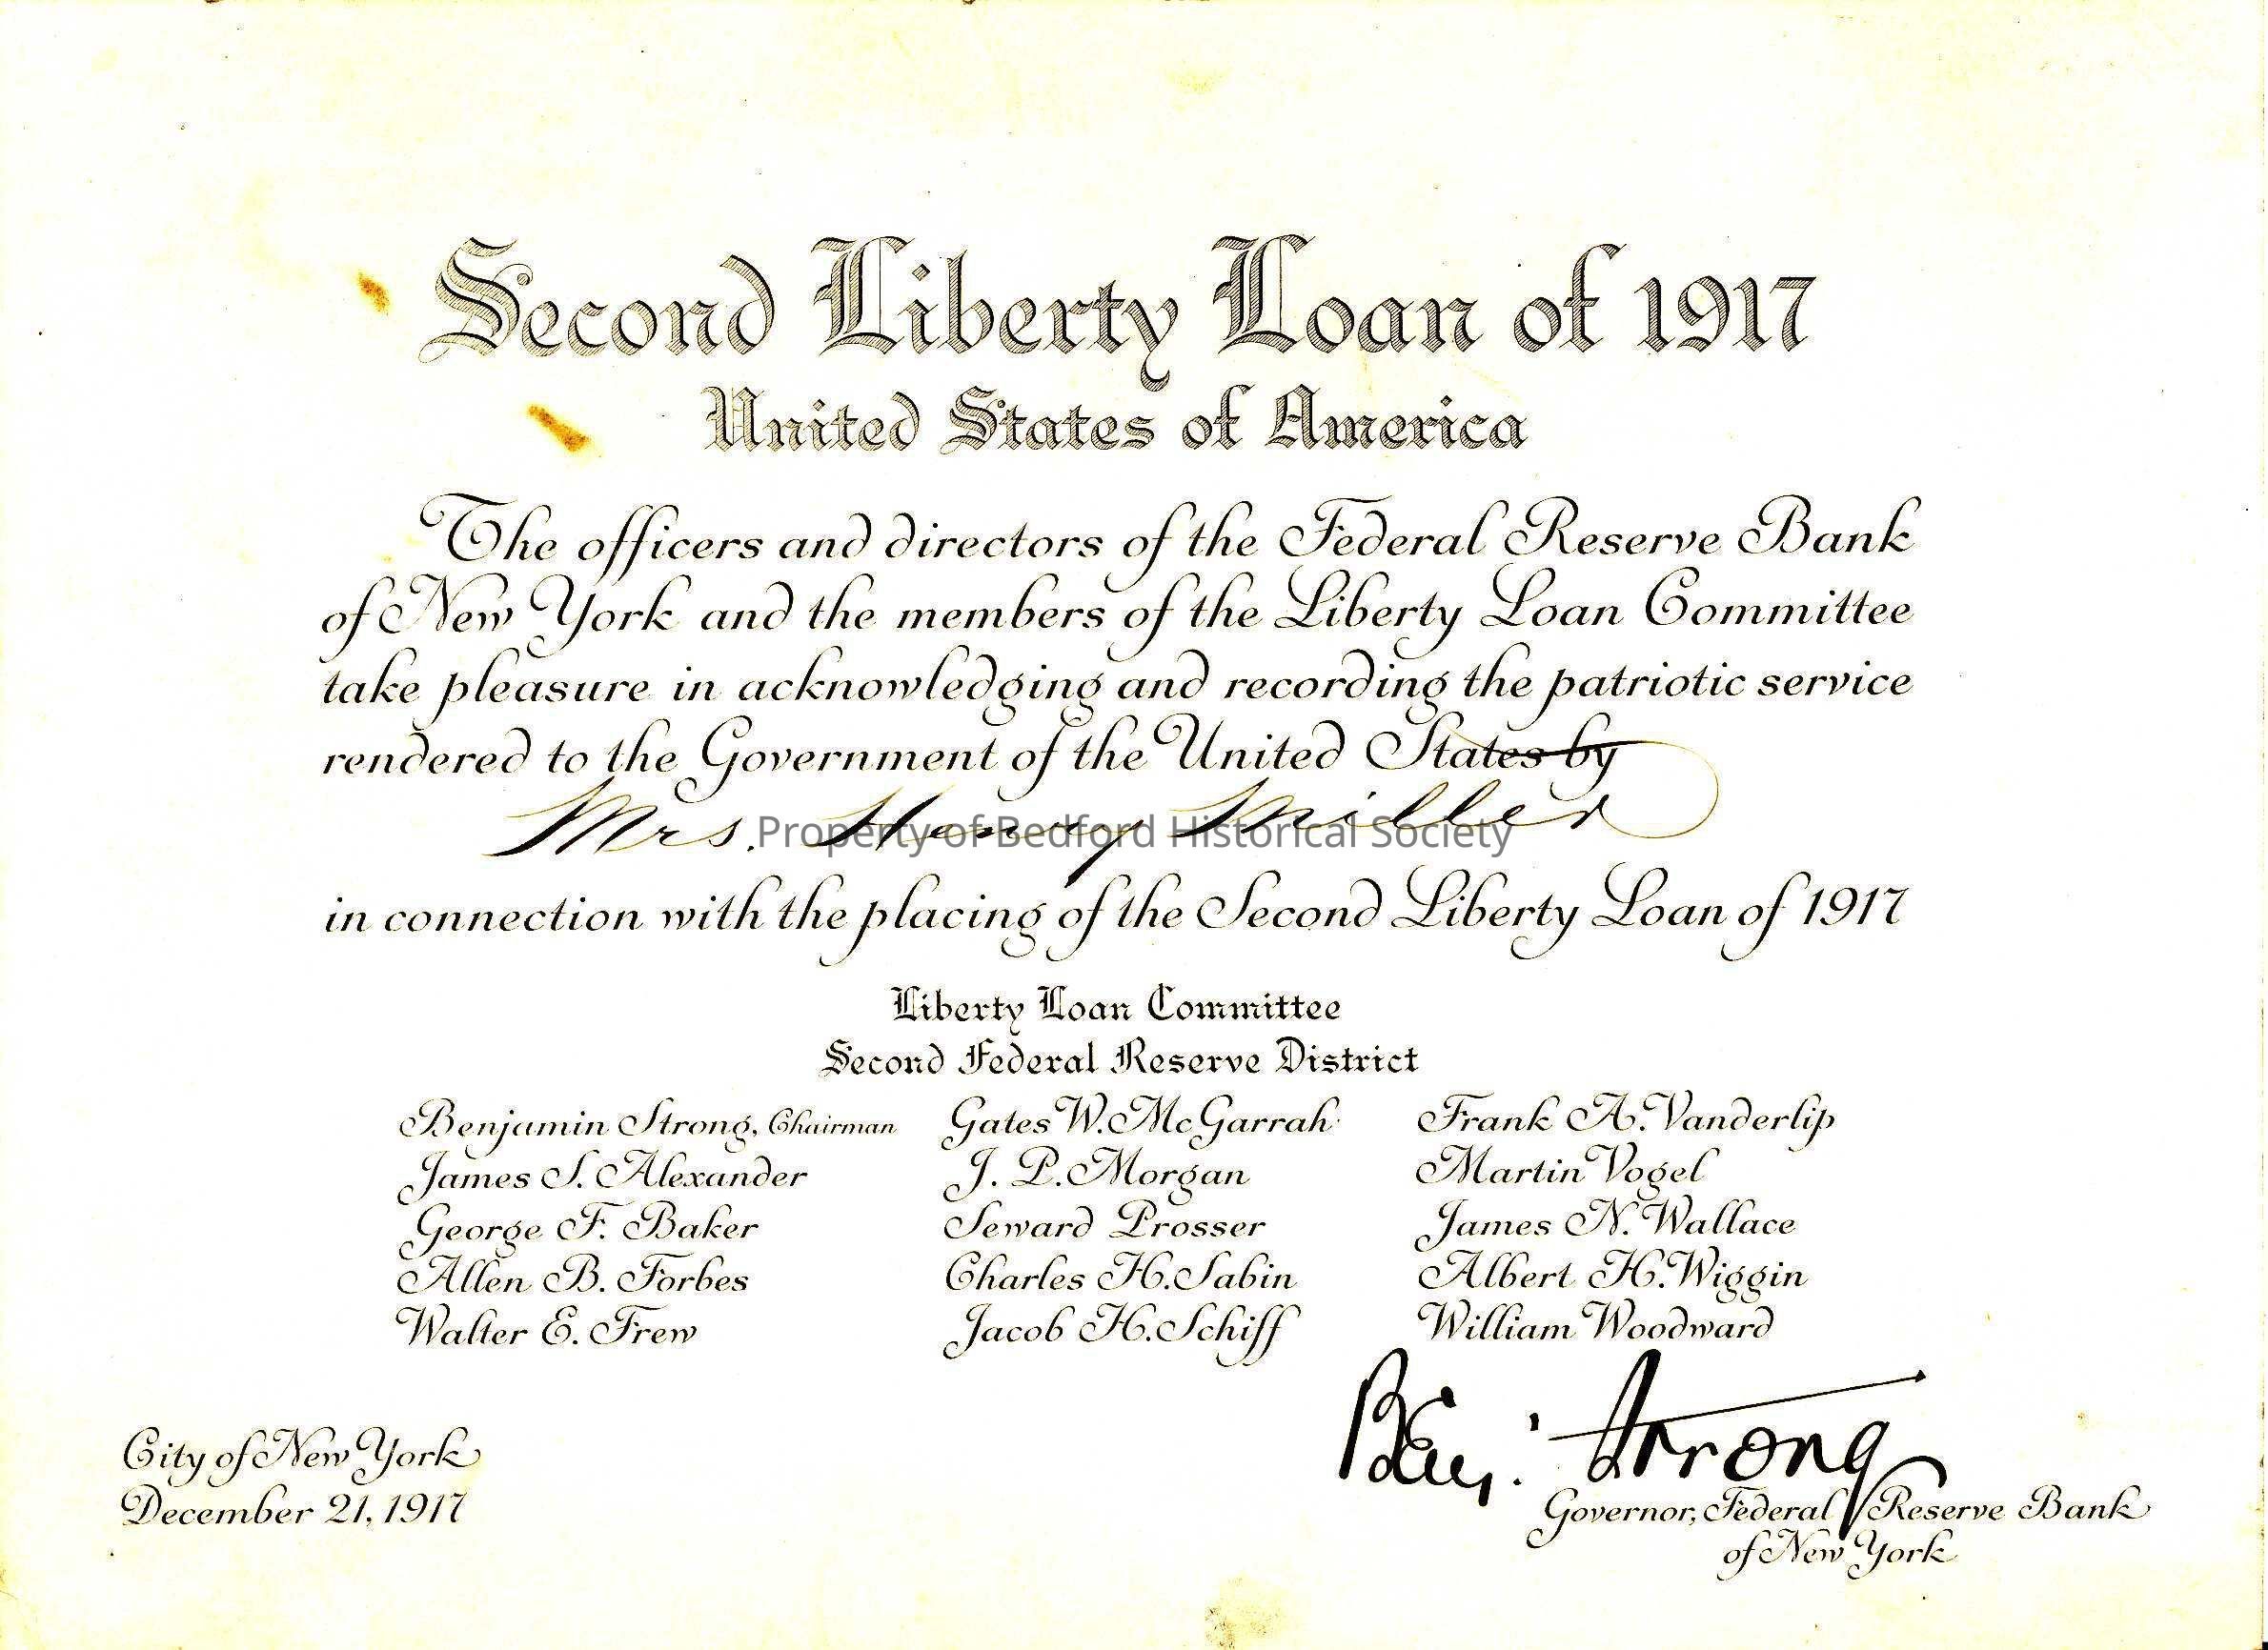 Second Liberty Loan of 1917
United States of America
The officers and directors of the Federal Reserve Bank
of New York and the members of the Liberty Loan Committee
take pleasure in acknowledging and recording the patriotic service
rendered to the Government of the United States by
Mrs. Henry Miller
Property of Bedford Historical Society
in connection with the placing of the Second Liberty Loan of 1917
Liberty Loan Committee
Second Federal Reserve District
Benjamin Strong, Chairman Gates W. McGarrah Frank A. Vanderlip
James S. Alexander J. P. Morgan Martin Vogel
George F. Baker Seward Prosser James N. Wallace
Allen B. Forbes Charles H. Sabin Albert H. Wiggin
Walter E. Frew Jacob H. Schiff William Woodward
Benj. Strong
City of New York
December 21, 1917
Governor, Federal Reserve Bank
of New York